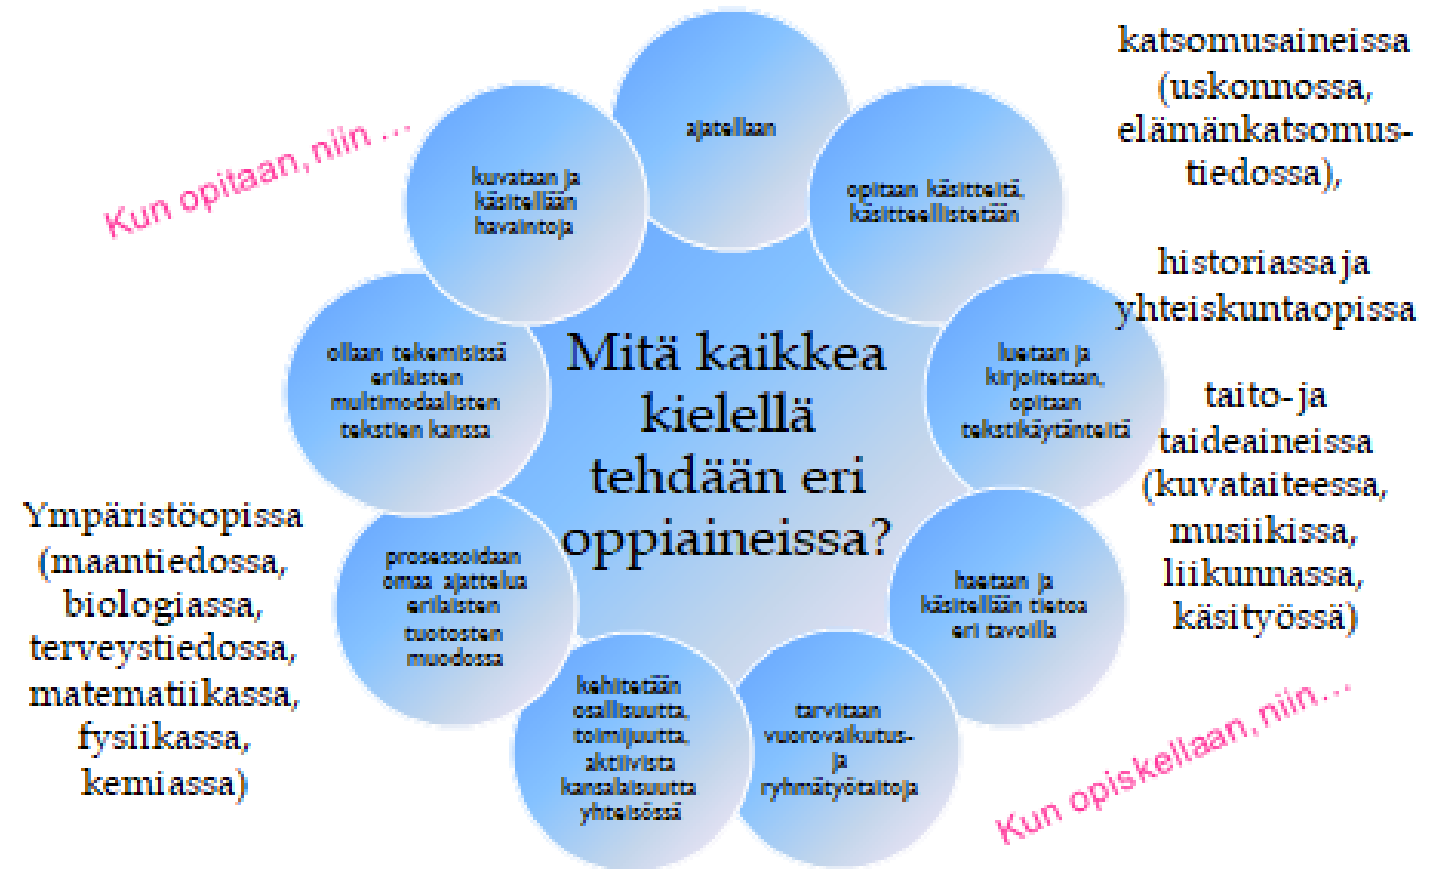 Kun opitaan, niin ...
Mitä kaikkea
kielellä
tehdään eri
oppiaineissa?
ajatellaan
opitaan käsitteitä,
käsitteellistetään
luetaan ja
kirjoitetaan,
opitaan
tekstikäytänteitä
haetaan ja
käsitellään tietoa
eri tavoilla
tarvitaan
vuorovaikutus-
ja
ryhmätyötaitoja
kehitetään
osallisuutta,
toimijuutta,
aktiivista
kansalaisuutta
yhteisössä
prosessoidaan
omaa ajattelua
erilaisten
tuotosten
muodossa
ollaan tekemisissä
erilaisten
multimodaalisten
tekstien kanssa
kuvataan ja
käsitellään
havaintoja
katsomusaineissa
(uskonnossa,
elämänkatsomus-
tiedossa),
historiassa ja
yhteiskuntaopissa
taito- ja
taideaineissa
(kuvataiteessa,
musiikissa,
liikunnassa,
käsityössä)
Ympäristöopissa
(maantiedossa,
biologiassa,
terveystiedossa,
matematiikassa,
fysiikassa,
kemiassa)
Kun opiskellaan, niin...